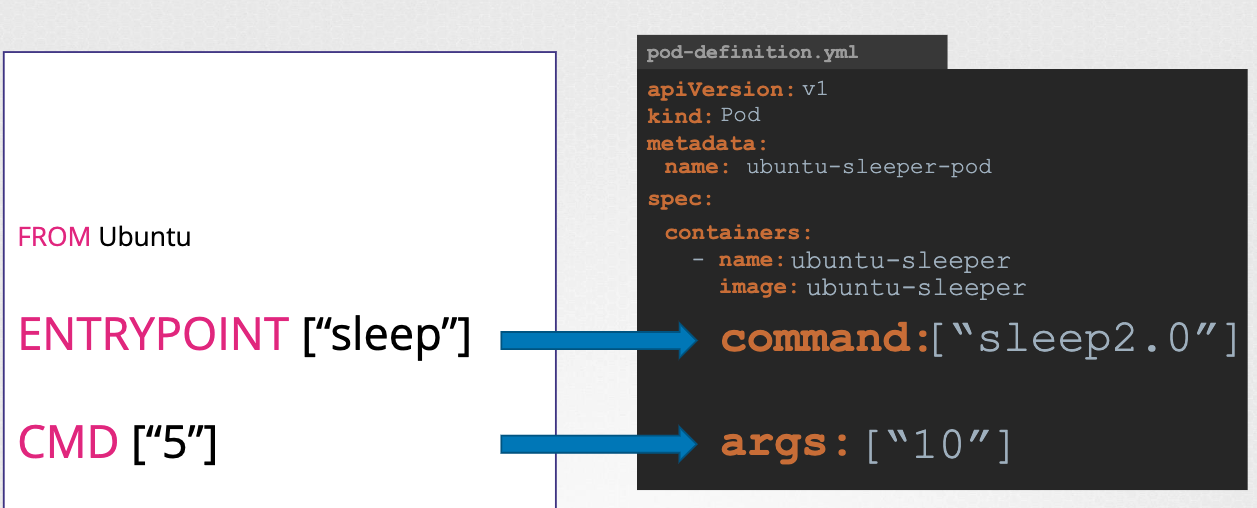 FROM Ubuntu
ENTRYPOINT [“sleep”]
CMD [“5”]
pod-definition.yml
apiVersion: v1
kind: Pod
metadata:
name: ubuntu-sleeper-pod
spec:
containers:
- name: ubuntu-sleeper
image: ubuntu-sleeper
command:[“sleep2.0”]
args: [“10”]